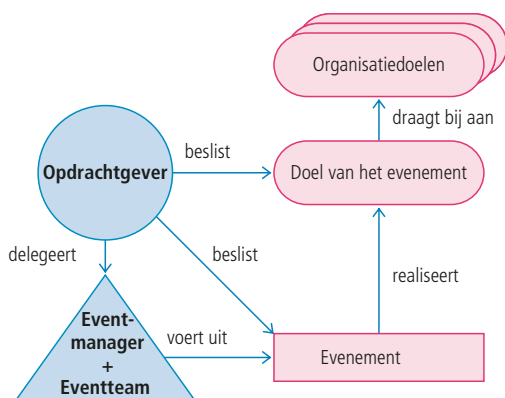 Organisatiedoelen
draagt bij aan
beslist
Opdrachtgever
Doel van het evenement
delegeert
beslist
realiseert
Event-
manager
+
Eventteam
voert uit
Evenement